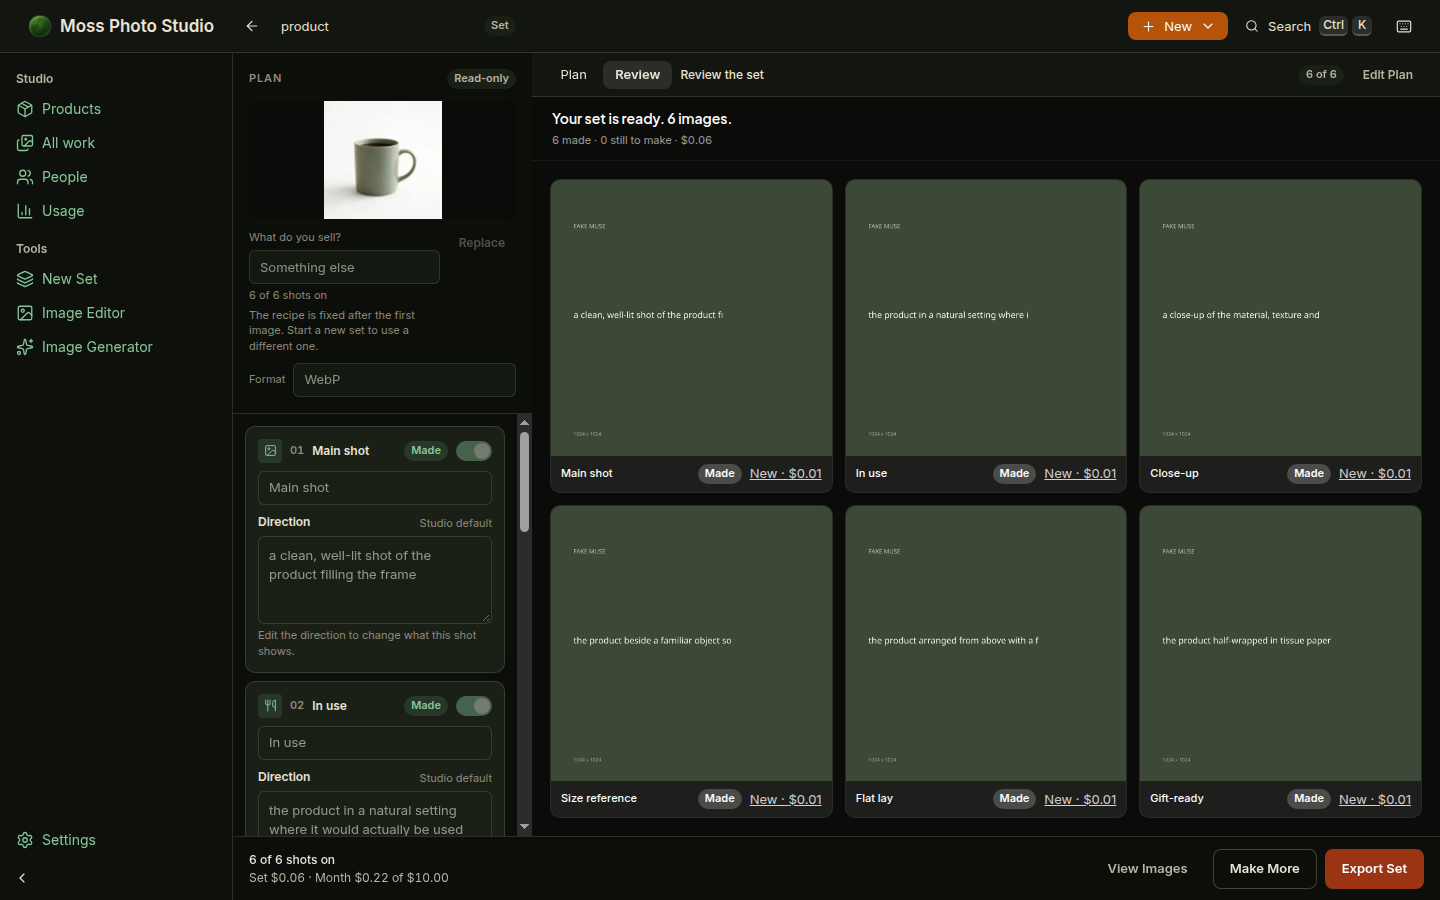 Moss Photo Studio
product
Set
New
Search Ctrl K
Studio
Products
All work
People
Usage
Tools
New Set
Image Editor
Image Generator
Settings
PLAN
Read-only
What do you sell?
Replace
Something else
6 of 6 shots on
The recipe is fixed after the first
image. Start a new set to use a
different one.
Format
WebP
01 Main shot Made
Main shot
Direction Studio default
a clean, well-lit shot of the
product filling the frame
Edit the direction to change what this shot
shows.
02 In use Made
In use
Direction Studio default
the product in a natural setting
where it would actually be used
Plan Review Review the set
6 of 6 Edit Plan
Your set is ready. 6 images.
6 made · 0 still to make · $0.06
FAKE MUSE
a clean, well-lit shot of the product fi
1024 x 1024
Main shot Made New · $0.01
FAKE MUSE
the product in a natural setting where i
1024 x 1024
In use Made New · $0.01
FAKE MUSE
a close-up of the material, texture and
1024 x 1024
Close-up Made New · $0.01
FAKE MUSE
the product beside a familiar object so
1024 x 1024
Size reference Made New · $0.01
FAKE MUSE
the product arranged from above with a f
1024 x 1024
Flat lay Made New · $0.01
FAKE MUSE
the product half-wrapped in tissue paper
1024 x 1024
Gift-ready Made New · $0.01
6 of 6 shots on
Set $0.06 · Month $0.22 of $10.00
View Images
Make More
Export Set